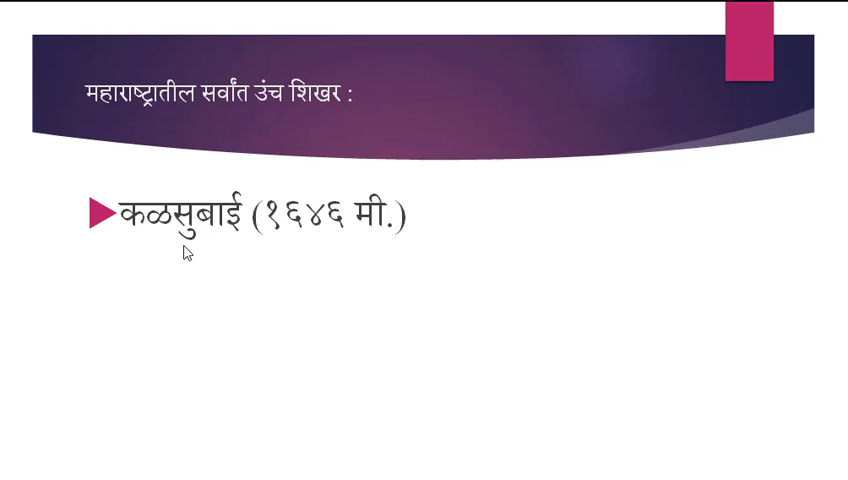 महाराष्ट्रातील सर्वांत उंच शिखर :
कळसुबाई (१६४६ मी.)